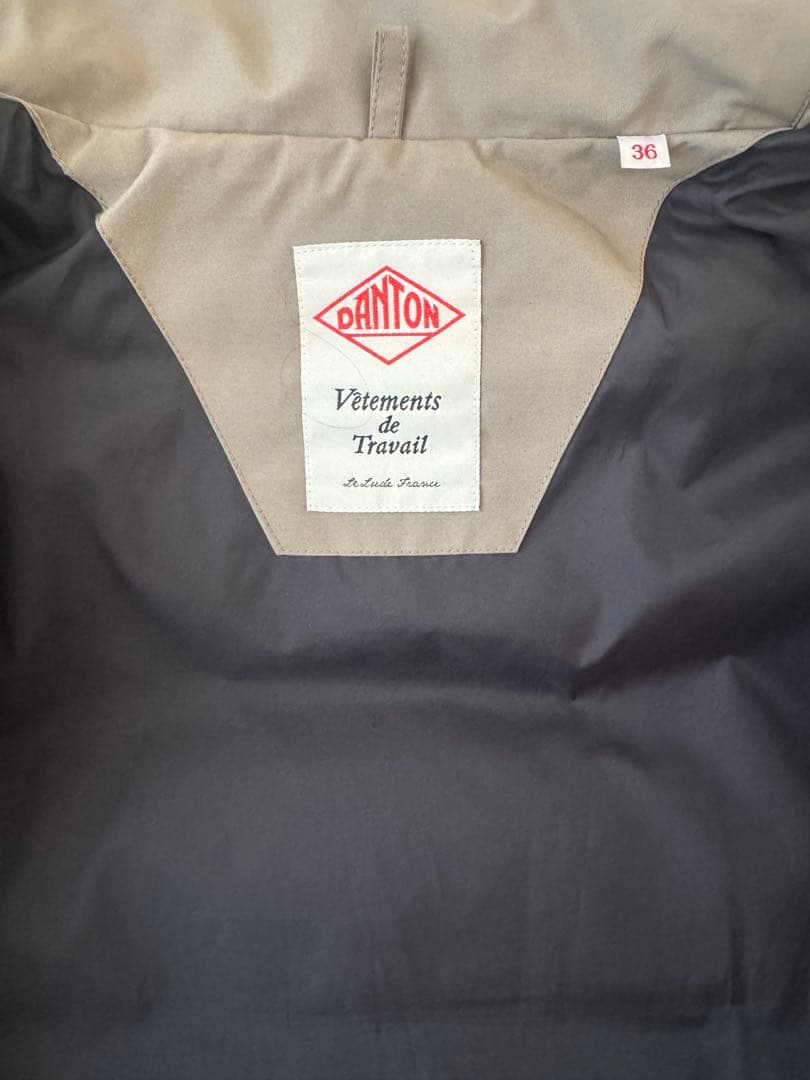 36
DANTON
Vêtements
de
Travail
Le Lude France